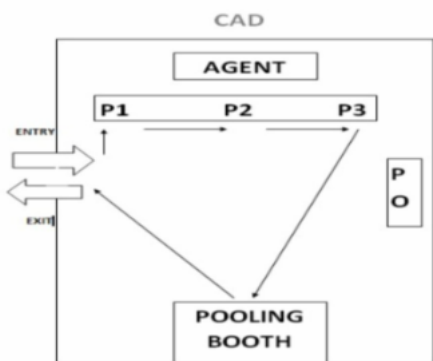 CAD
AGENT
P1 P2 P3
ENTRY
P
O
EXIT
POOLING
BOOTH